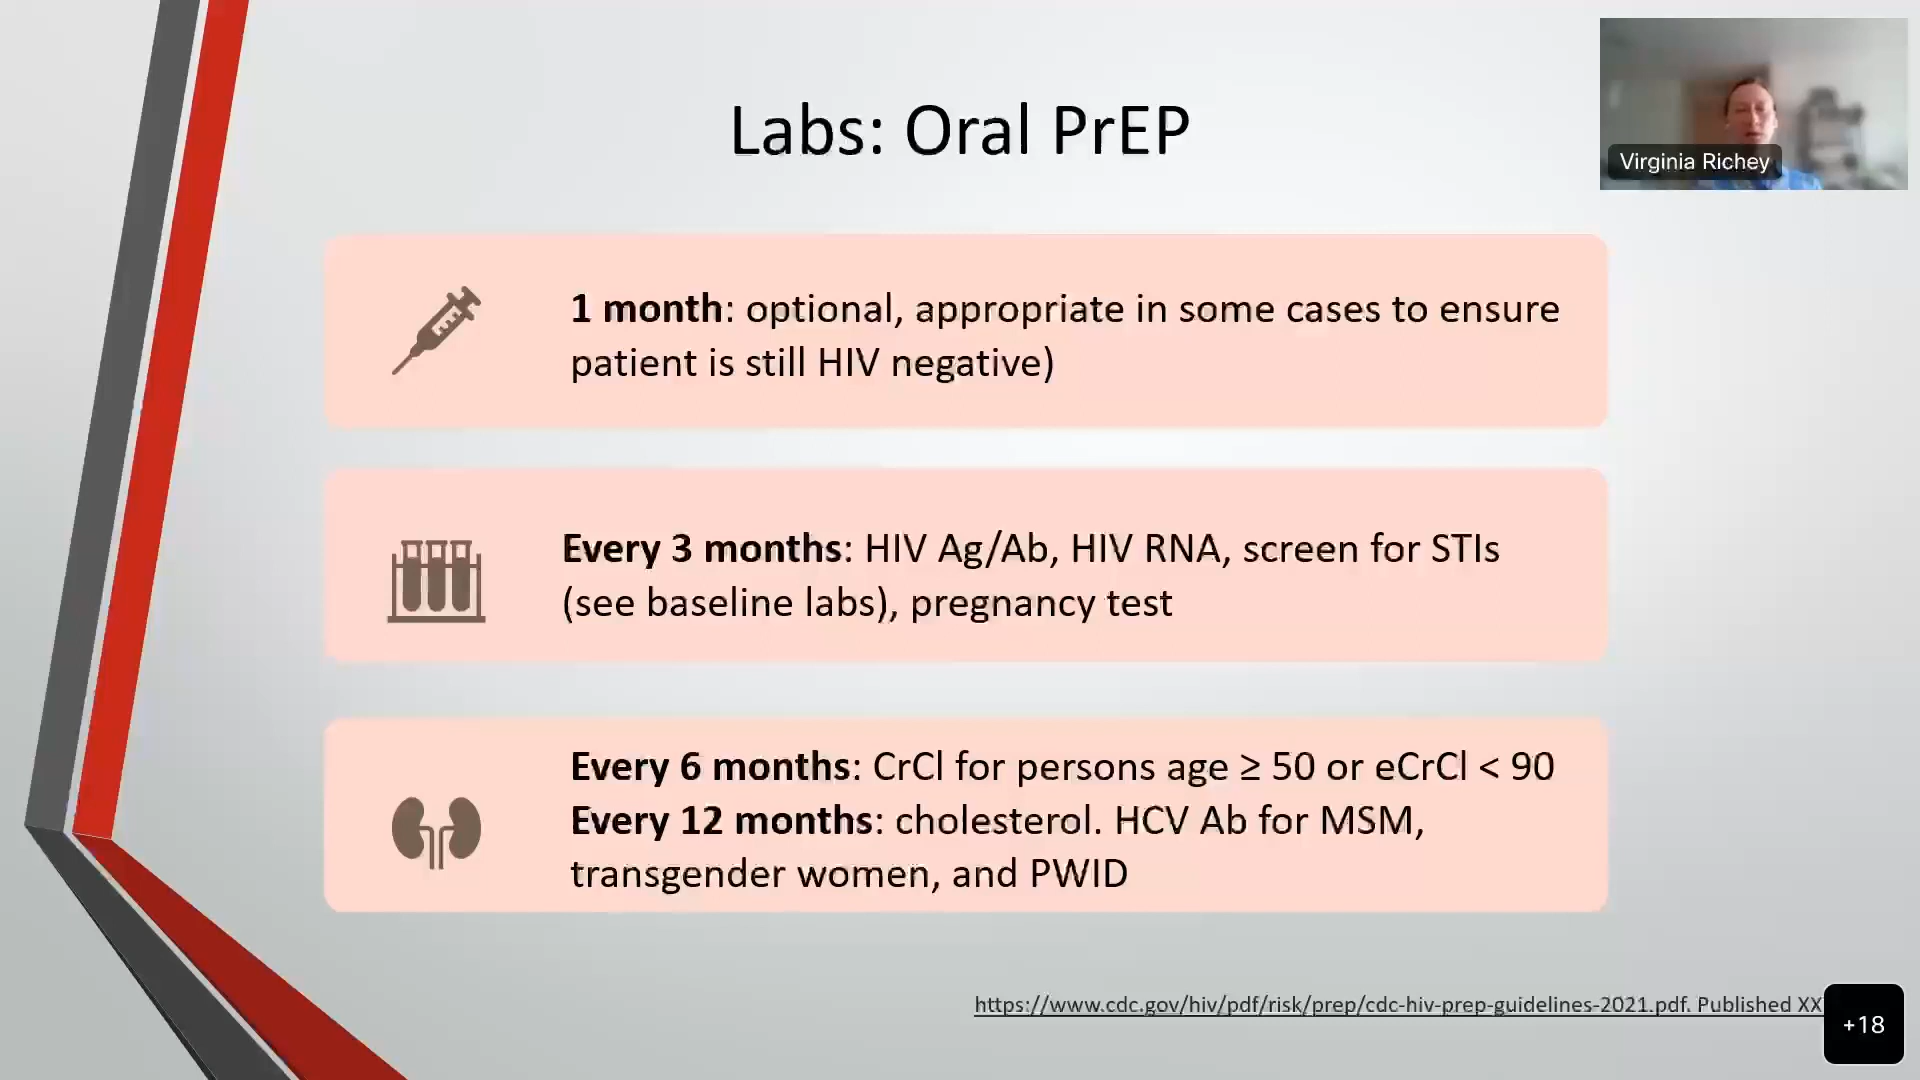 Labs: Oral PrEP
Virginia Richey
1 month: optional, appropriate in some cases to ensure
patient is still HIV negative)
Every 3 months: HIV Ag/Ab, HIV RNA, screen for STIs
(see baseline labs), pregnancy test
Every 6 months: CrCl for persons age ≥ 50 or eCrCl < 90
Every 12 months: cholesterol. HCV Ab for MSM,
transgender women, and PWID
https://www.cdc.gov/hiv/pdf/risk/prep/cdc-hiv-prep-guidelines-2021.pdf. Published
+18